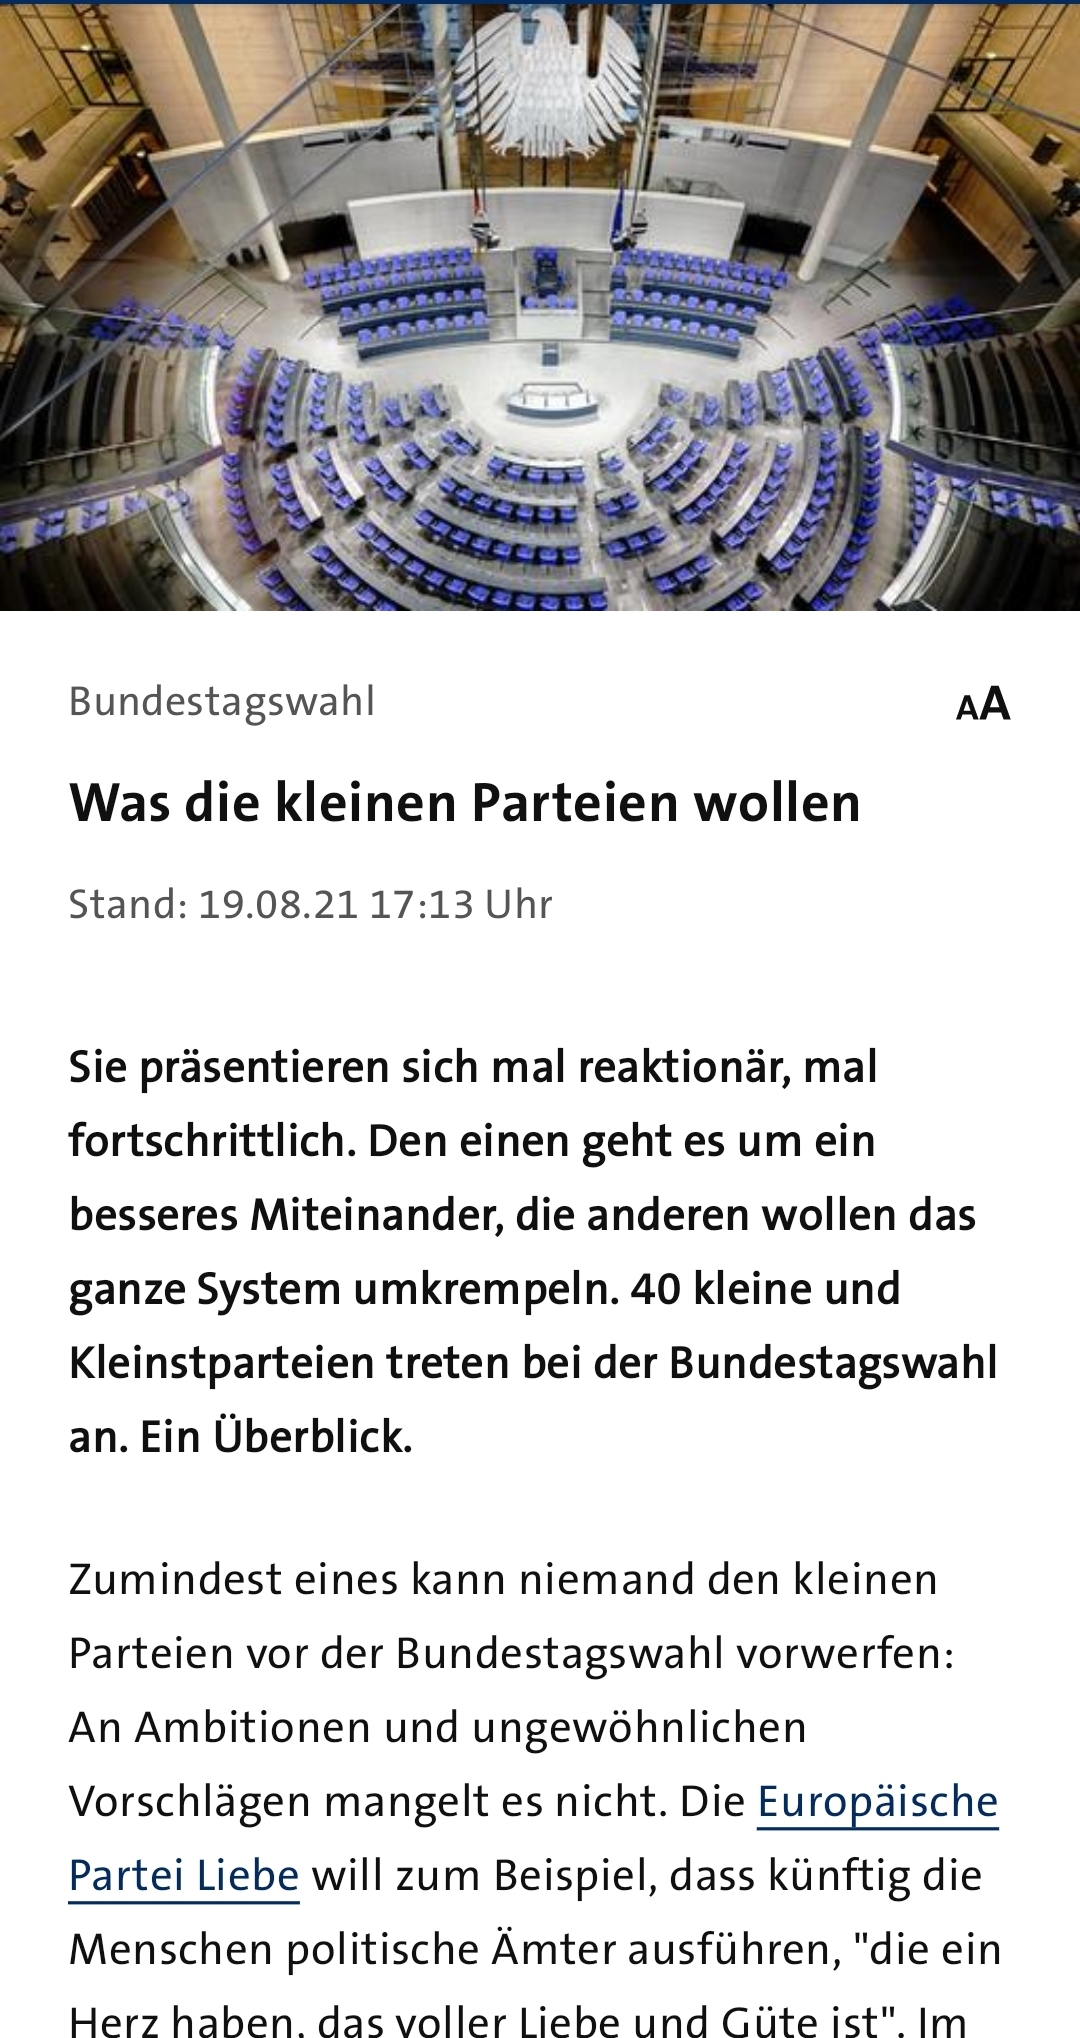 Bundestagswahl
AA
Was die kleinen Parteien wollen
Stand: 19.08.21 17:13 Uhr
Sie präsentieren sich mal reaktionär, mal
fortschrittlich. Den einen geht es um ein
besseres Miteinander, die anderen wollen das
ganze System umkrempeln. 40 kleine und
Kleinstparteien treten bei der Bundestagswahl
an. Ein Überblick.
Zumindest eines kann niemand den kleinen
Parteien vor der Bundestagswahl vorwerfen:
An Ambitionen und ungewöhnlichen
Vorschlägen mangelt es nicht. Die Europäische
Partei Liebe will zum Beispiel, dass künftig die
Menschen politische Ämter ausführen, "die ein
Herz haben, das voller Liebe und Güte ist". Im